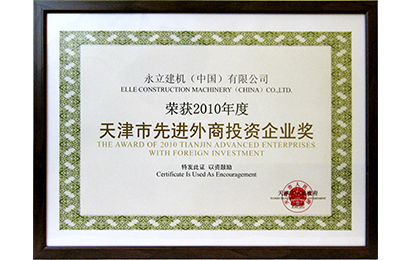 永立建机（中国）有限公司
ELLE CONSTRUCTION MACHINERY (CHINA) CO.,LTD.
荣获2010年度
天津市先进外商投资企业奖
THE AWARD OF 2010 TIANJIN ADVANCED ENTERPRISES
WITH FOREIGN INVESTMENT
特发此证 以资鼓励
Certificate Is Used As Encouragement